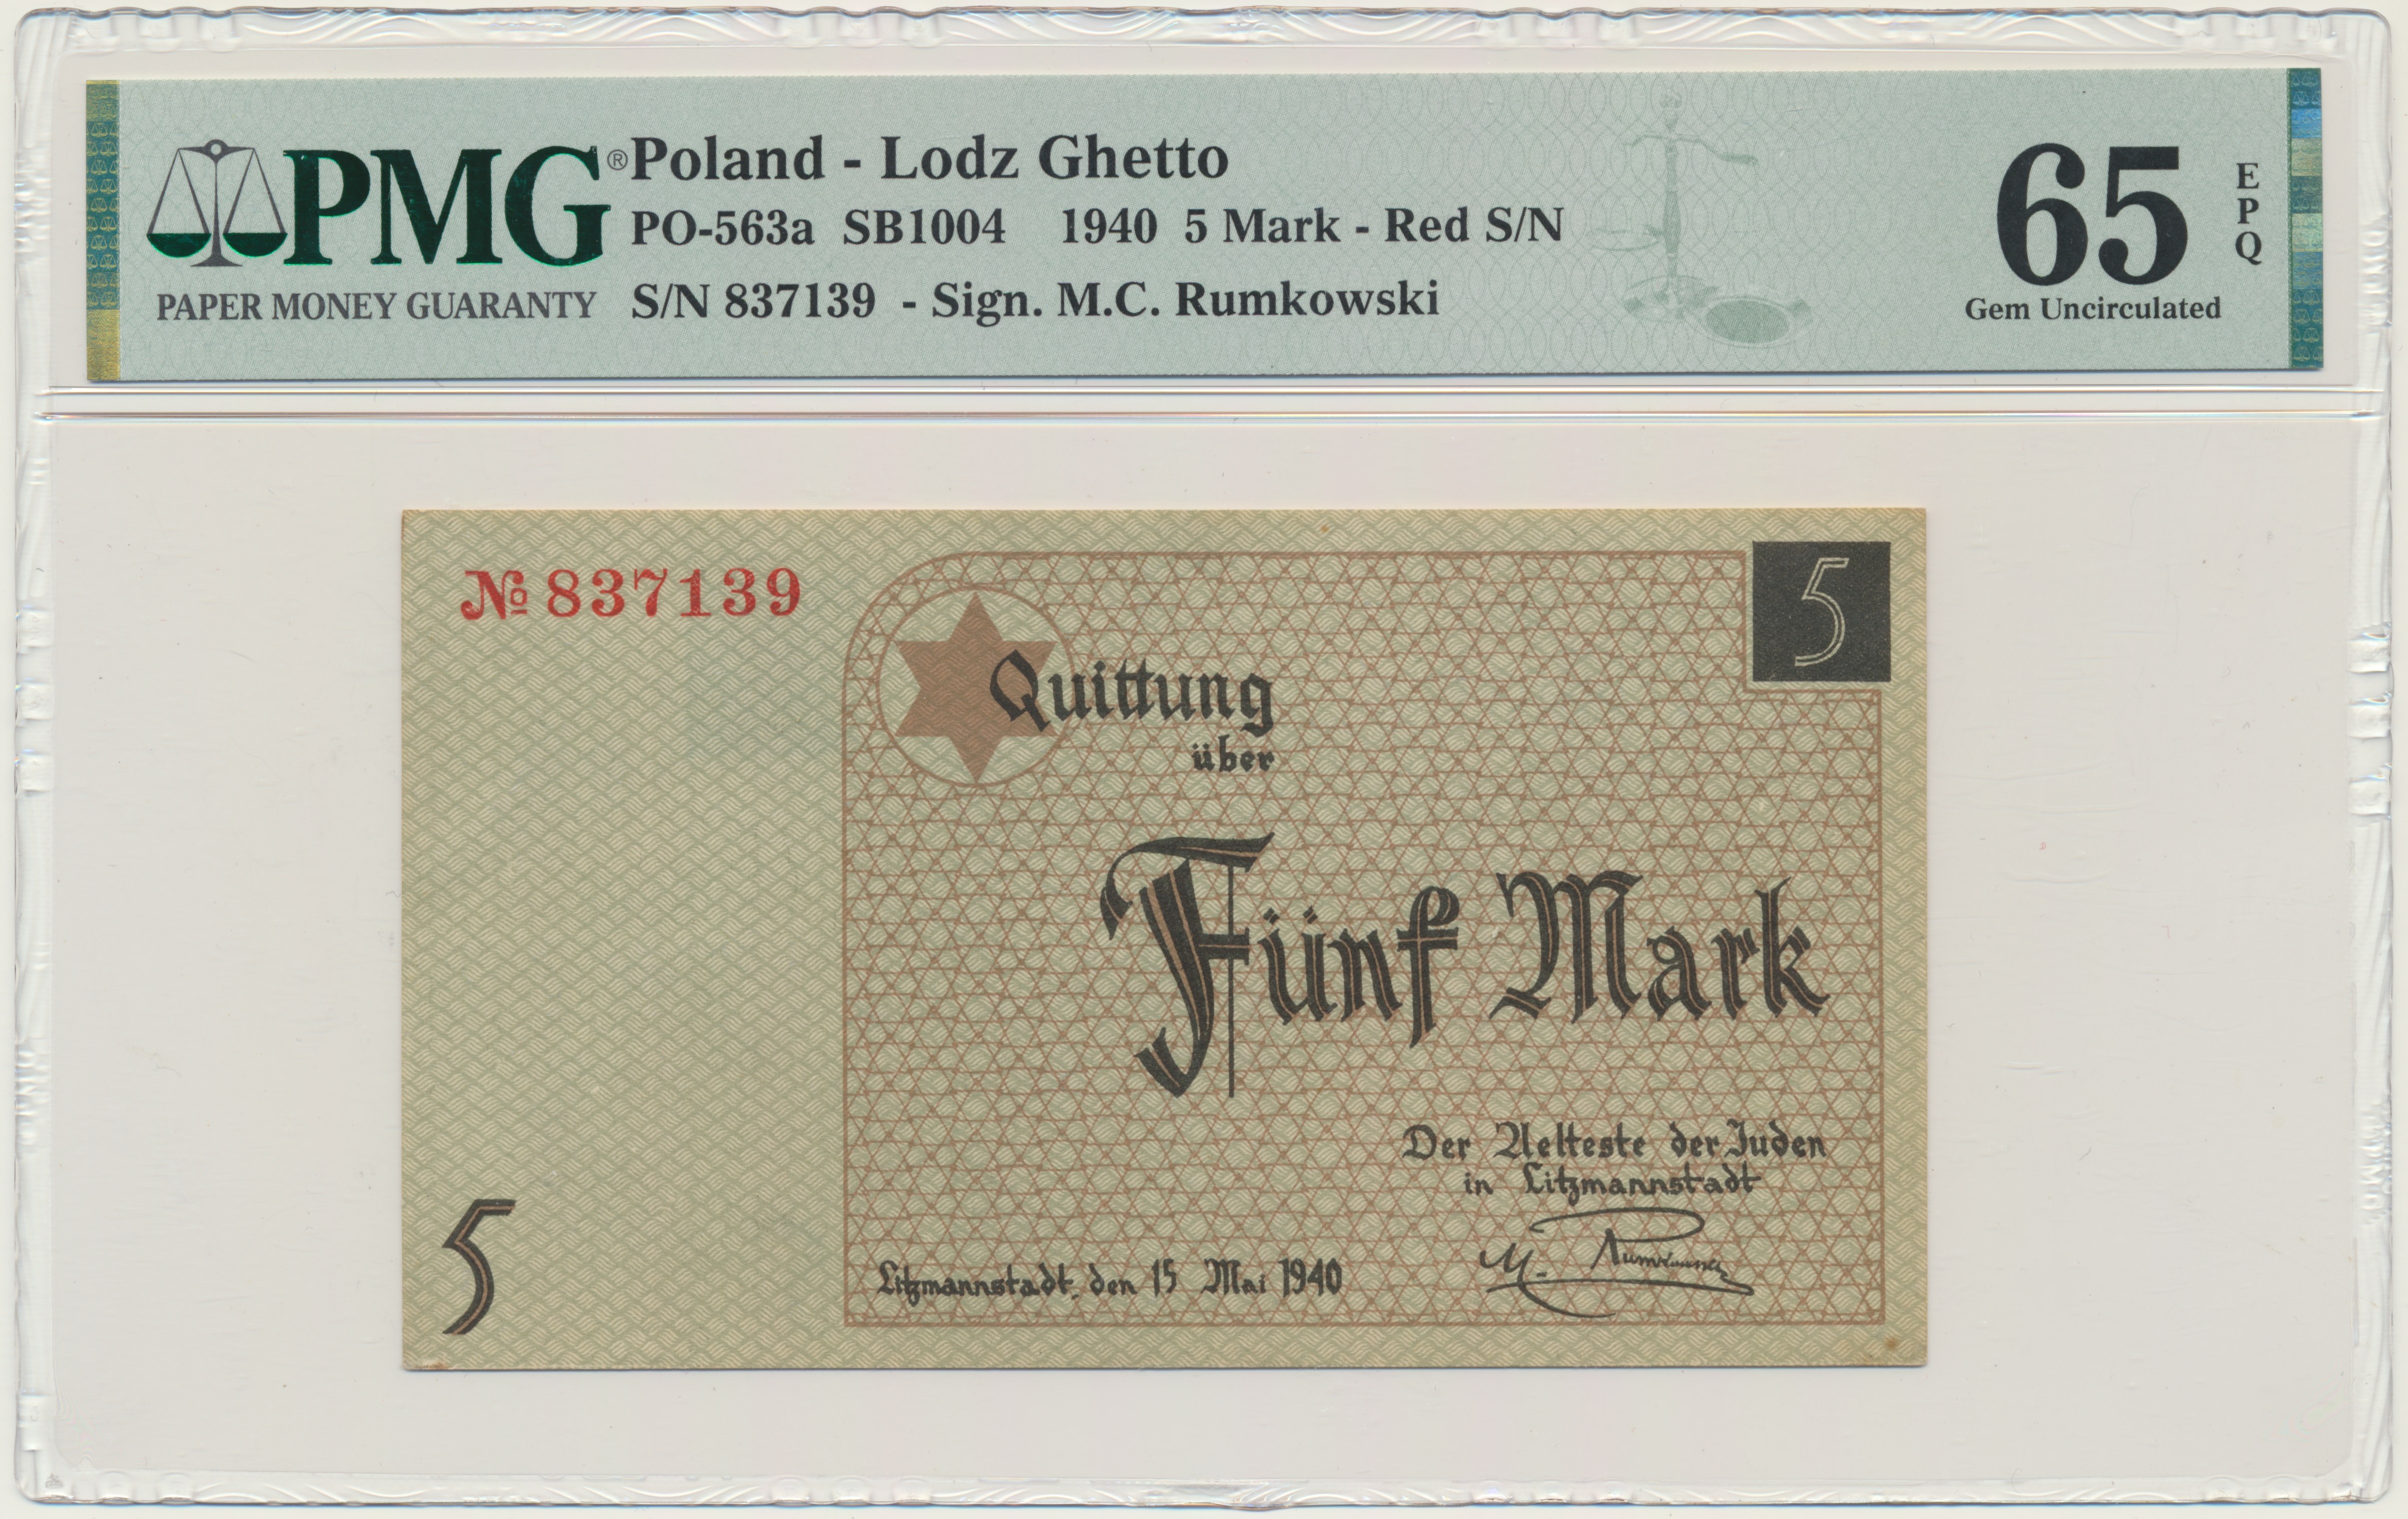 PMG®
PAPER MONEY GUARANTY
Poland - Lodz Ghetto
PO-563a SB1004 1940 5 Mark - Red S/N
S/N 837139 - Sign. M.C. Rumkowski
65
EPQ
Gem Uncirculated
№ 837139
5
Quittung
über
Fünf Mark
Der Aelteste der Juden
in Litzmannstadt
M. Rumkowski
Litzmannstadt, den 15 Mai 1940
5